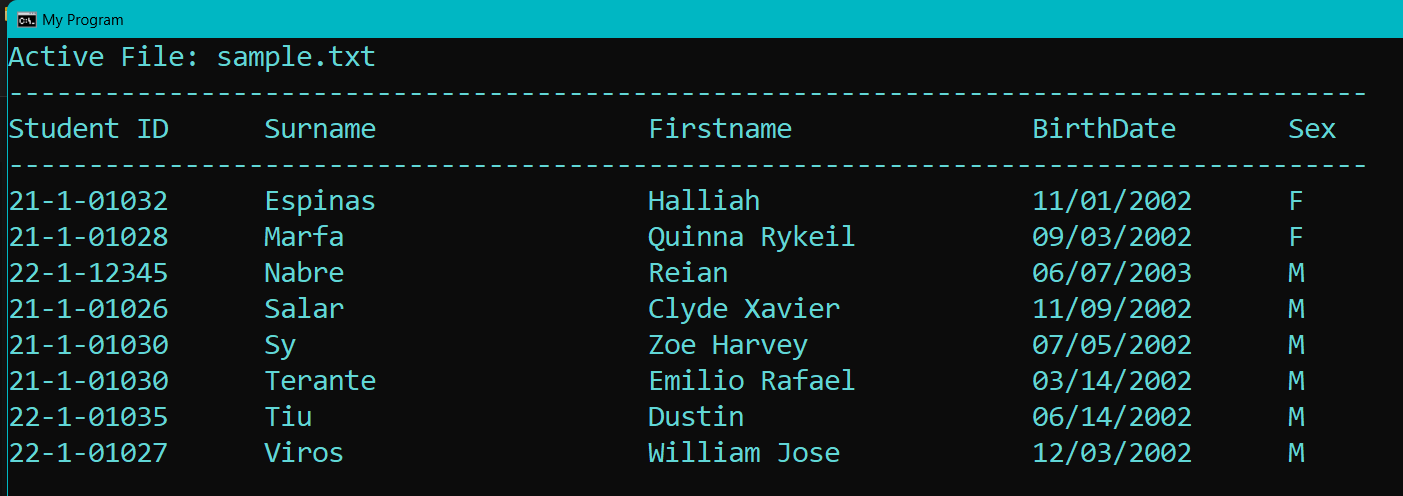 My Program
Active File: sample.txt
-------------------------------------------------------------------------------------
Student ID      Surname                 Firstname               BirthDate       Sex
-------------------------------------------------------------------------------------
21-1-01032      Espinas                 Halliah                 11/01/2002      F
21-1-01028      Marfa                   Quinna Rykeil           09/03/2002      F
22-1-12345      Nabre                   Reian                   06/07/2003      M
21-1-01026      Salar                   Clyde Xavier            11/09/2002      M
21-1-01030      Sy                      Zoe Harvey              07/05/2002      M
21-1-01030      Terante                 Emilio Rafael           03/14/2002      M
22-1-01035      Tiu                     Dustin                  06/14/2002      M
22-1-01027      Viros                   William Jose            12/03/2002      M